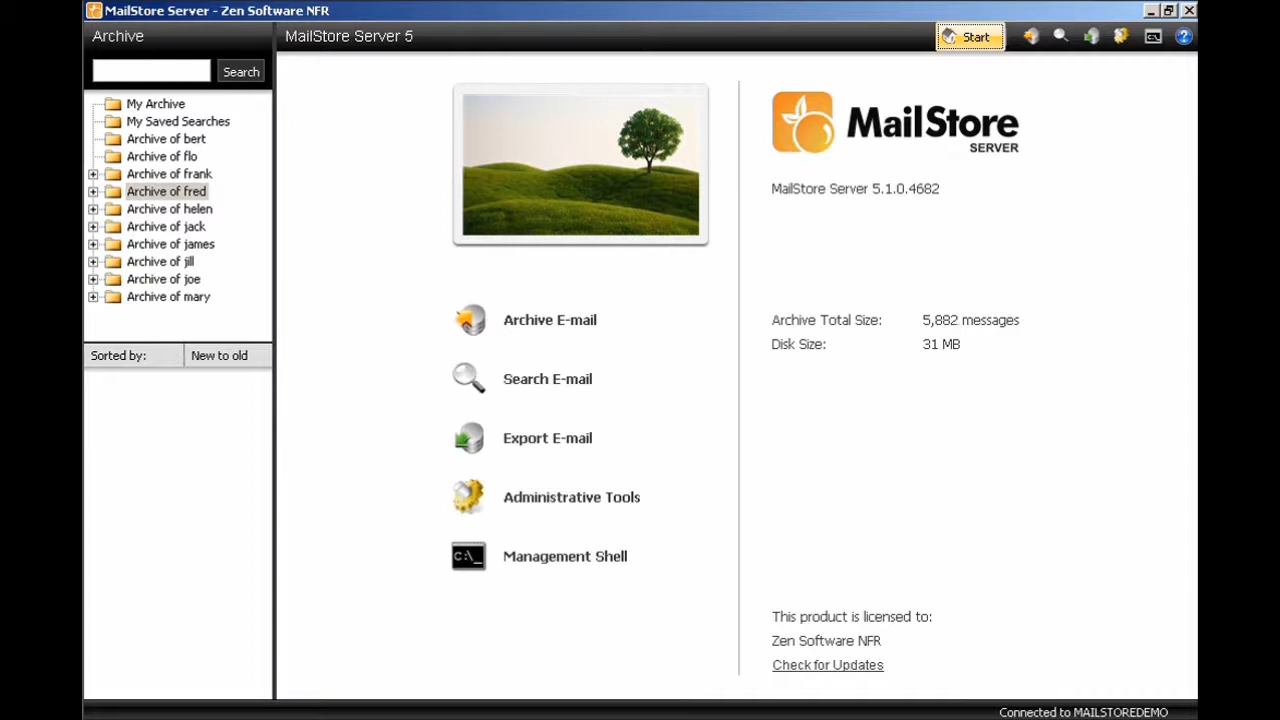 MailStore Server - Zen Software NFR
Archive
MailStore Server 5
Start
Search
My Archive
My Saved Searches
Archive of bert
Archive of flo
Archive of frank
Archive of fred
Archive of helen
Archive of jack
Archive of james
Archive of jill
Archive of joe
Archive of mary
Sorted by: New to old
MailStore
SERVER
MailStore Server 5.1.0.4682
Archive E-mail
Search E-mail
Export E-mail
Administrative Tools
C:\_ Management Shell
Archive Total Size: 5,882 messages
Disk Size: 31 MB
This product is licensed to:
Zen Software NFR
Check for Updates
Connected to MAILSTOREDEMO